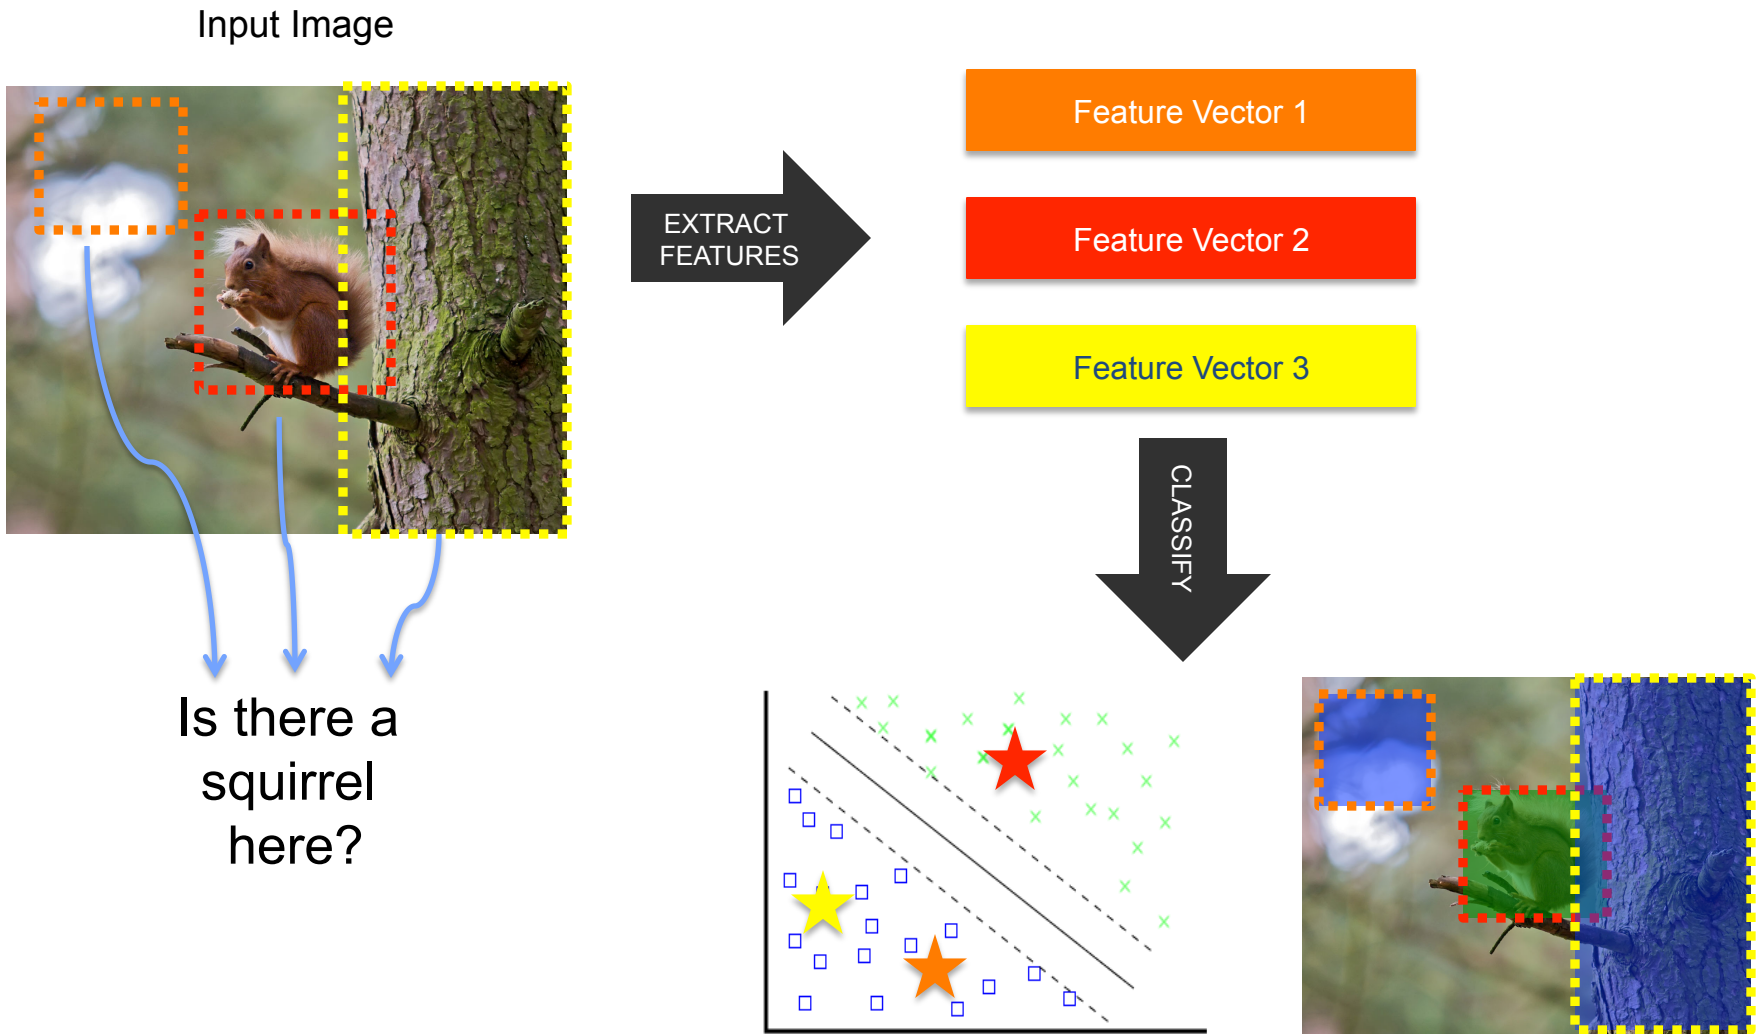 Input Image
Feature Vector 1
EXTRACT
FEATURES
Feature Vector 2
Feature Vector 3
CLASSIFY
Is there a
squirrel
here?